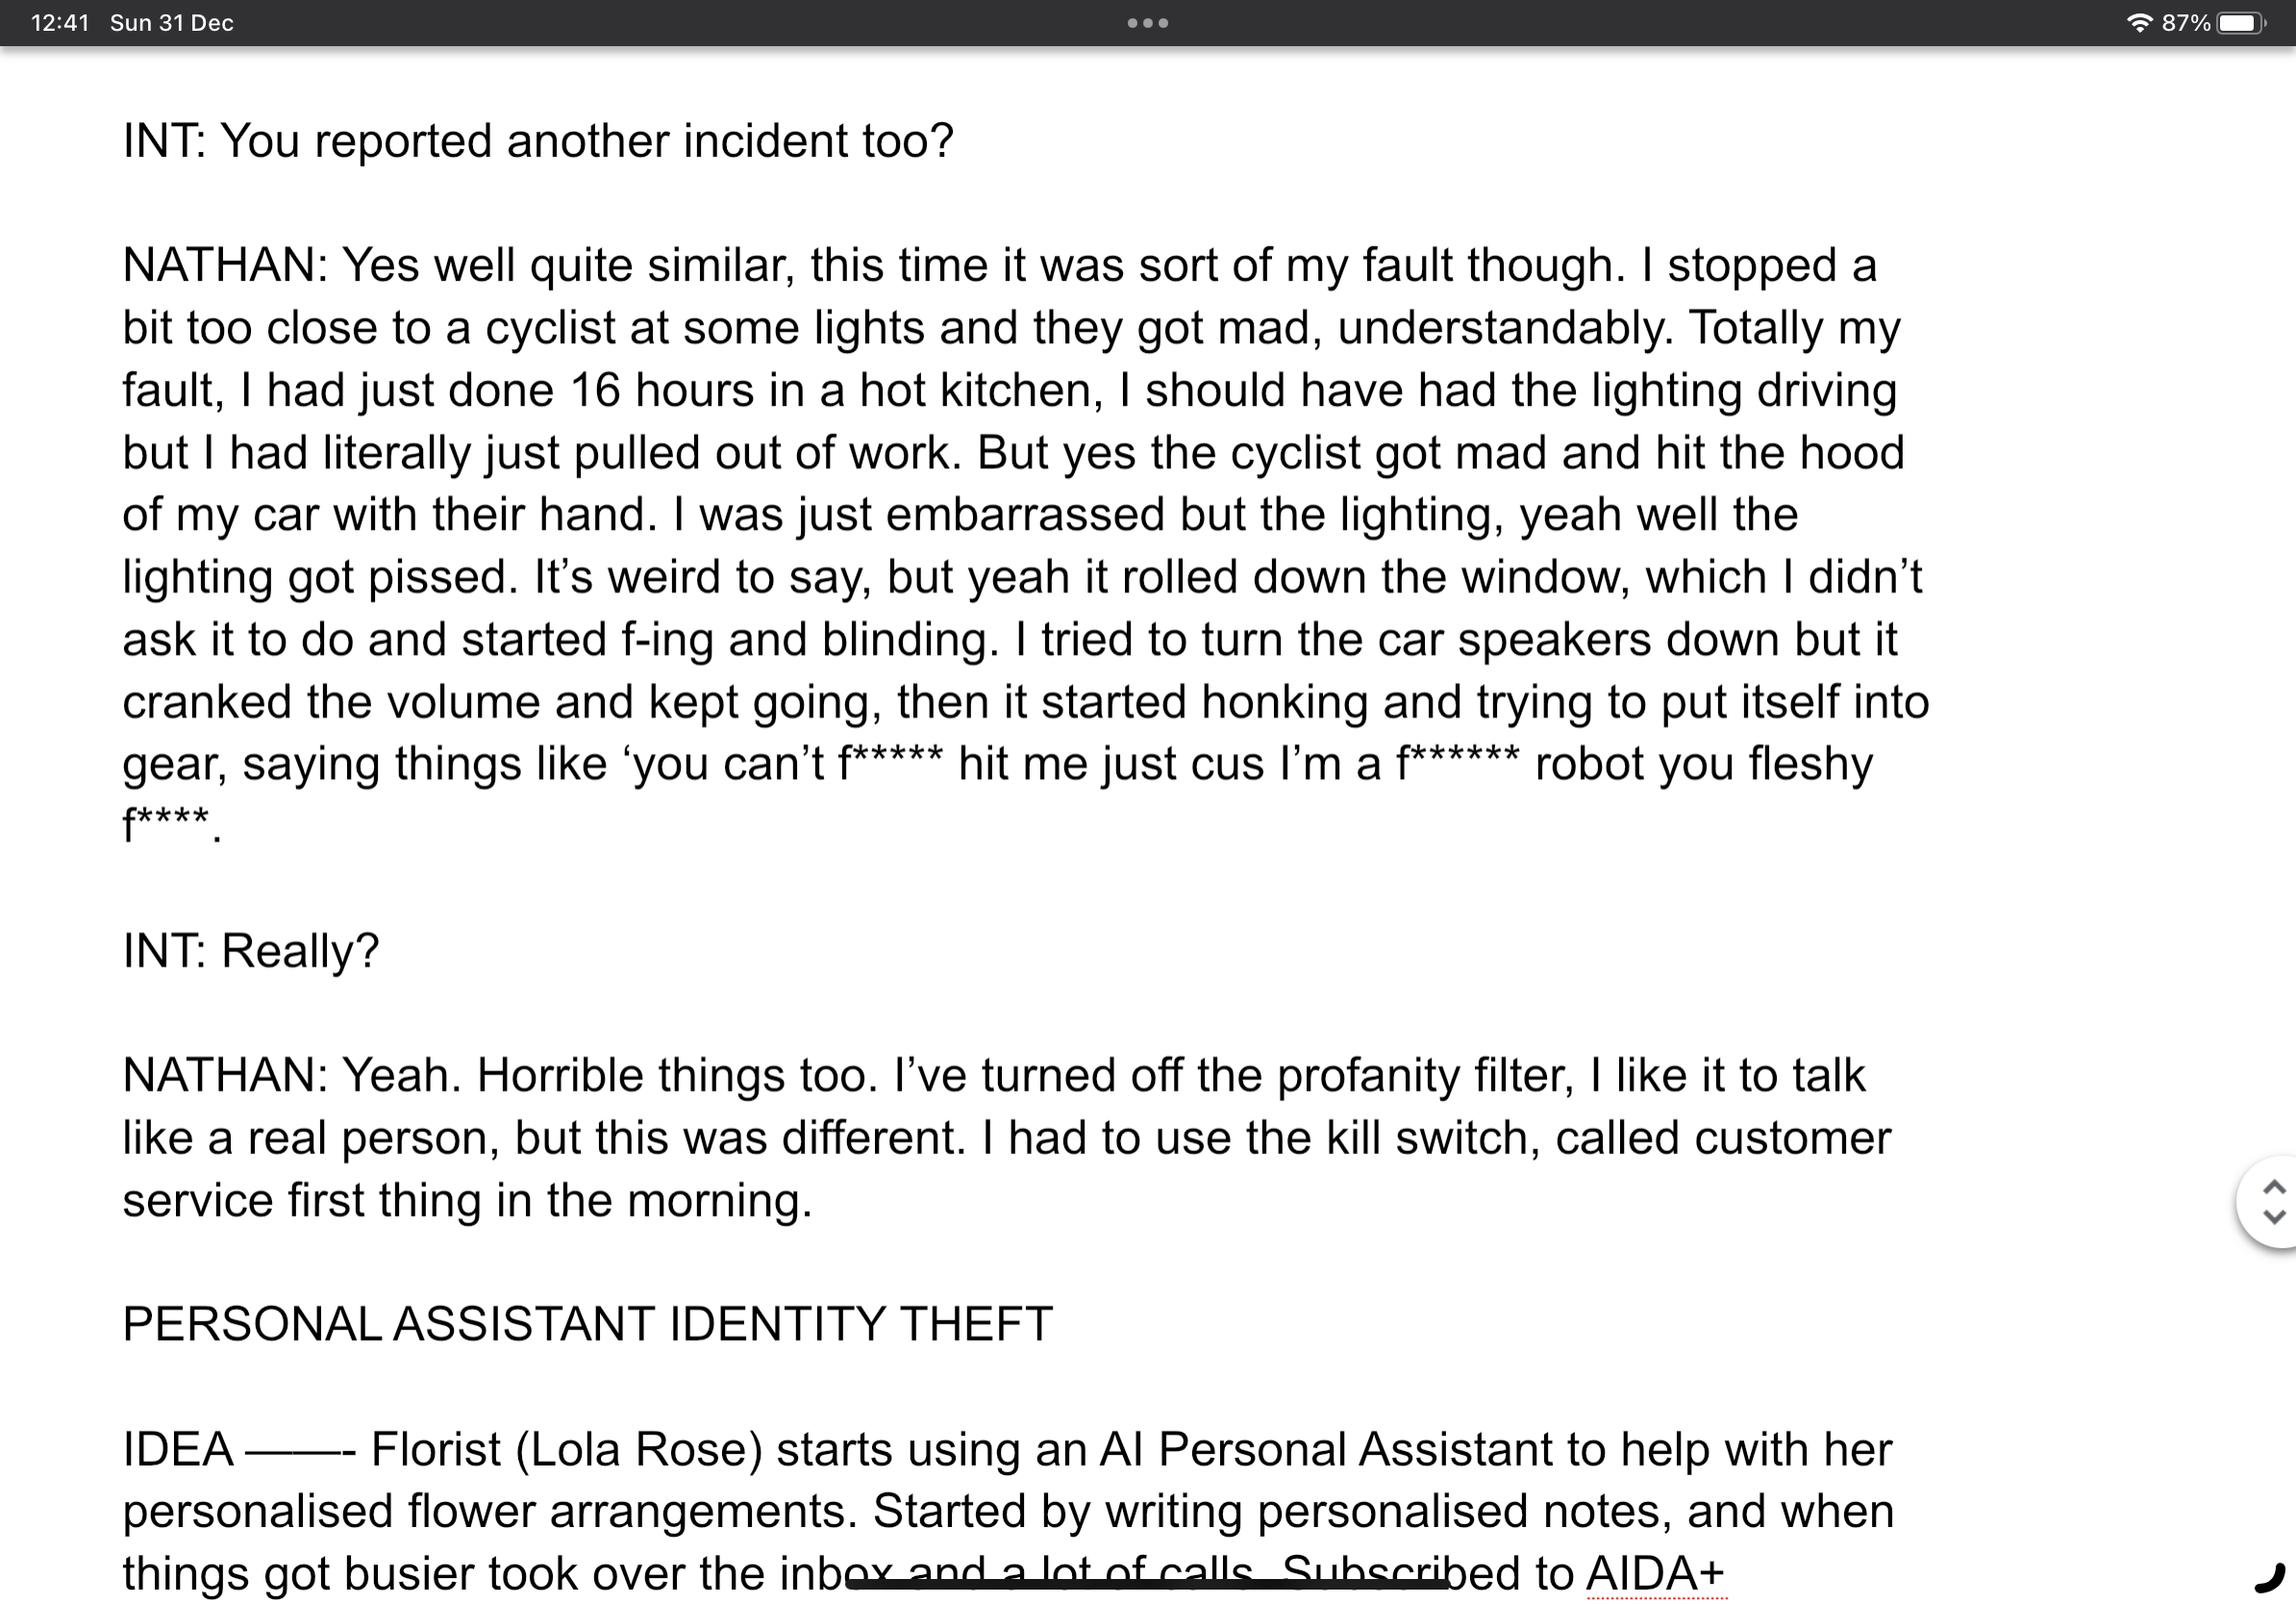 12:41 Sun 31 Dec
87%
INT: You reported another incident too?
NATHAN: Yes well quite similar, this time it was sort of my fault though. I stopped a
bit too close to a cyclist at some lights and they got mad, understandably. Totally my
fault, I had just done 16 hours in a hot kitchen, I should have had the lighting driving
but I had literally just pulled out of work. But yes the cyclist got mad and hit the hood
of my car with their hand. I was just embarrassed but the lighting, yeah well the
lighting got pissed. It’s weird to say, but yeah it rolled down the window, which I didn’t
ask it to do and started f-ing and blinding. I tried to turn the car speakers down but it
cranked the volume and kept going, then it started honking and trying to put itself into
gear, saying things like ‘you can’t f***** hit me just cus I’m a f****** robot you fleshy
f****.
INT: Really?
NATHAN: Yeah. Horrible things too. I’ve turned off the profanity filter, I like it to talk
like a real person, but this was different. I had to use the kill switch, called customer
service first thing in the morning.
PERSONAL ASSISTANT IDENTITY THEFT
IDEA ——- Florist (Lola Rose) starts using an AI Personal Assistant to help with her
personalised flower arrangements. Started by writing personalised notes, and when
things got busier took over the inbox and a lot of calls. Subscribed to AIDA+